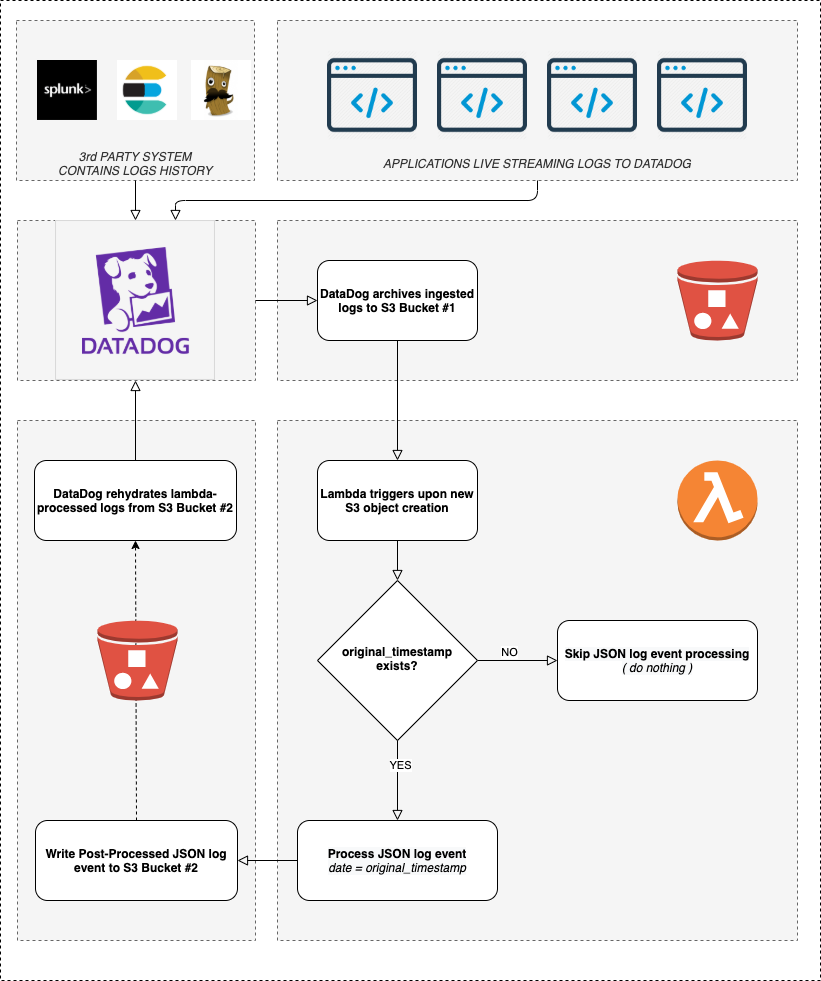 splunk>
3rd PARTY SYSTEM
CONTAINS LOGS HISTORY
</>
</>
</>
</>
APPLICATIONS LIVE STREAMING LOGS TO DATADOG
DATADOG
DataDog archives ingested
logs to S3 Bucket #1
DataDog rehydrates lambda-
processed logs from S3 Bucket #2
Lambda triggers upon new
S3 object creation
λ
original_timestamp
exists?
NO
Skip JSON log event processing
( do nothing )
YES
Write Post-Processed JSON log
event to S3 Bucket #2
Process JSON log event
date = original_timestamp